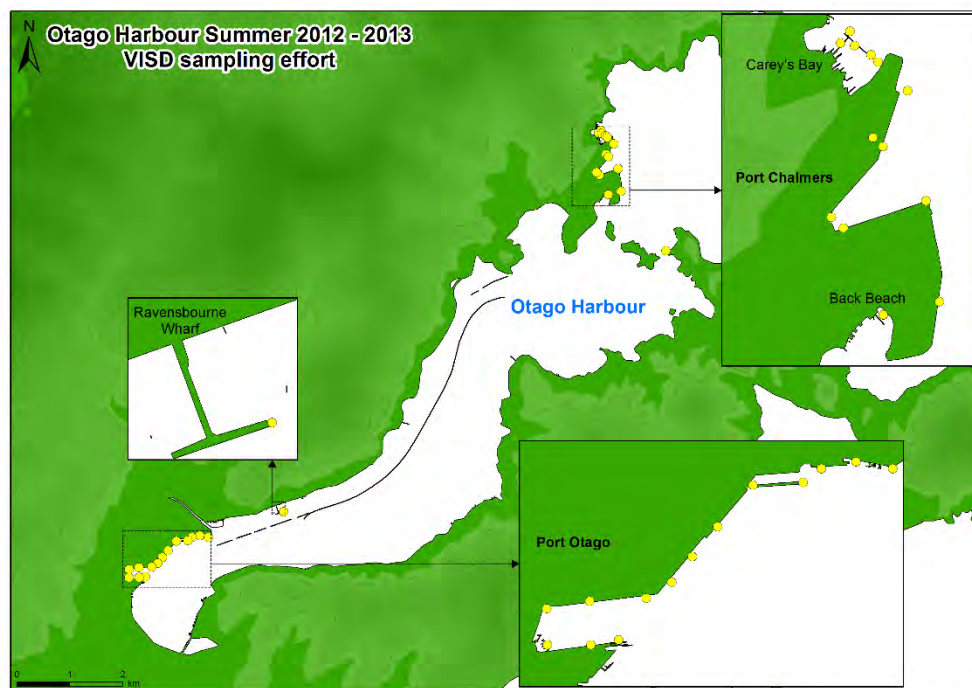 N
Otago Harbour Summer 2012 - 2013
VISD sampling effort
Carey's Bay
Port Chalmers
Back Beach
Otago Harbour
Ravensbourne
Wharf
Port Otago
0 1 2
km